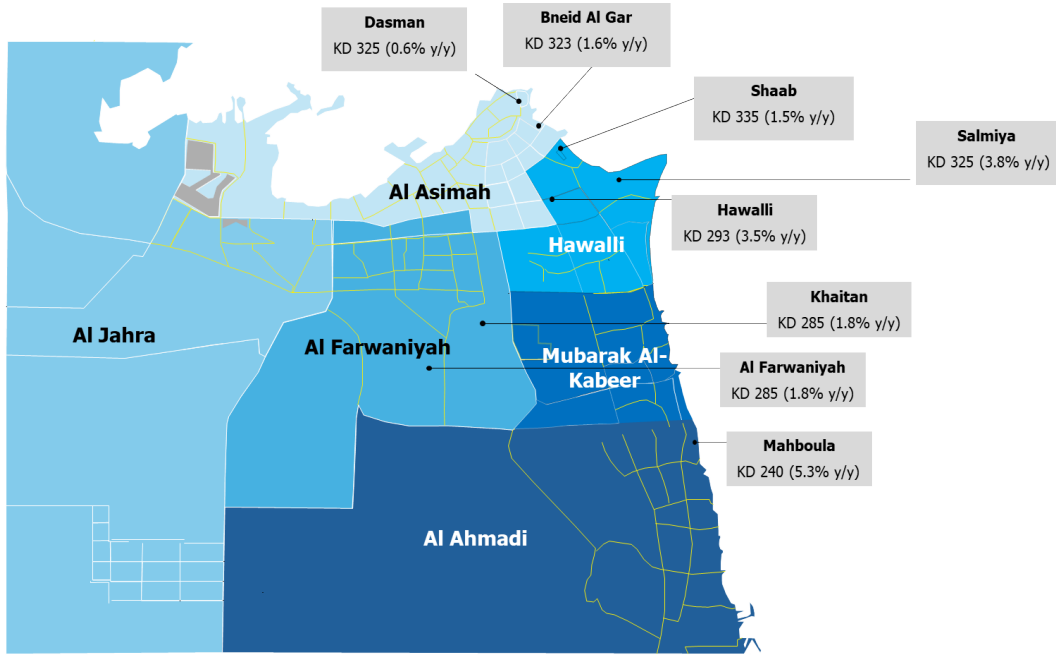 Dasman
KD 325 (0.6% y/y)
Bneid Al Gar
KD 323 (1.6% y/y)
Shaab
KD 335 (1.5% y/y)
Salmiya
KD 325 (3.8% y/y)
Al Asimah
Hawalli
KD 293 (3.5% y/y)
Hawalli
Khaitan
KD 285 (1.8% y/y)
Al Jahra
Al Farwaniyah
Mubarak Al-
Kabeer
Al Farwaniyah
KD 285 (1.8% y/y)
Mahboula
KD 240 (5.3% y/y)
Al Ahmadi